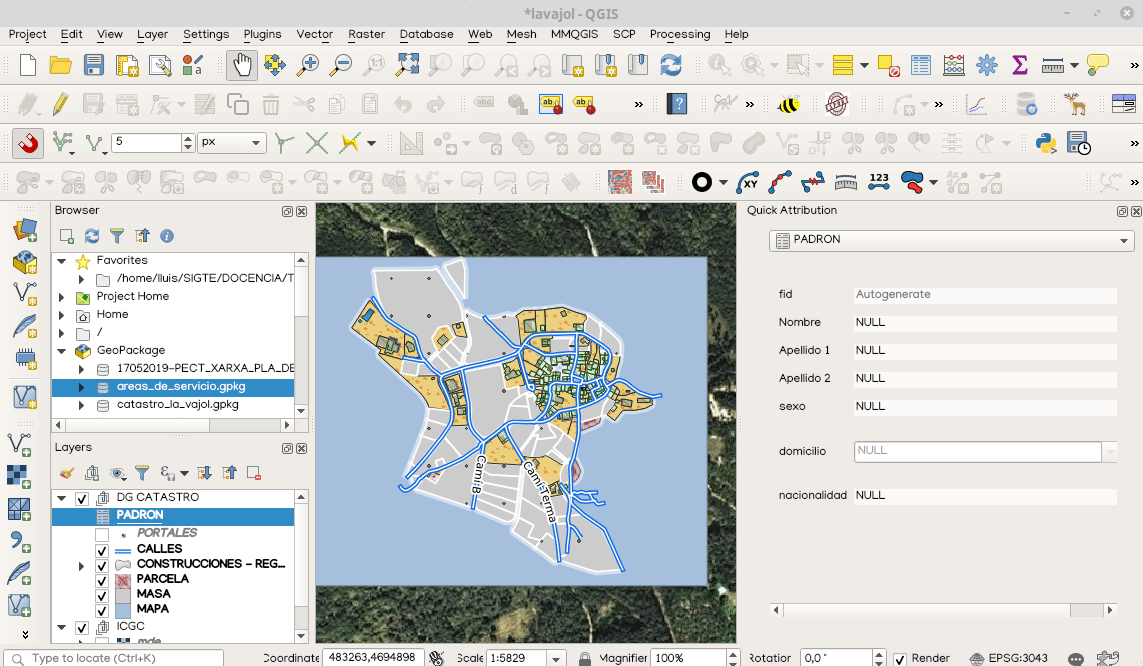 *lavajol - QGIS
Project Edit View Layer Settings Plugins Vector Raster Database Web Mesh MMQGIS SCP Processing Help
5 px
XY 123
Browser
Favorites
/home/lluis/SIGTE/DOCENCIA/T
Project Home
Home
/
GeoPackage
17052019-PECT_XARXA_PLA_DE
areas_de_servicio.gpkg
catastro_la_vajol.gpkg
Layers
DG CATASTRO
PADRON
PORTALES
CALLES
CONSTRUCCIONES - REG...
PARCELA
MASA
MAPA
ICGC
mde
Cami-B
Cami-Terma
Quick Attribution
PADRON
fid Autogenerate
Nombre NULL
Apellido 1 NULL
Apellido 2 NULL
sexo NULL
domicilio NULL
nacionalidad NULL
Type to locate (Ctrl+K) Coordinate 483263,4694898 Scale 1:5829 Magnifier 100% Rotation 0,0 ° Render EPSG:3043